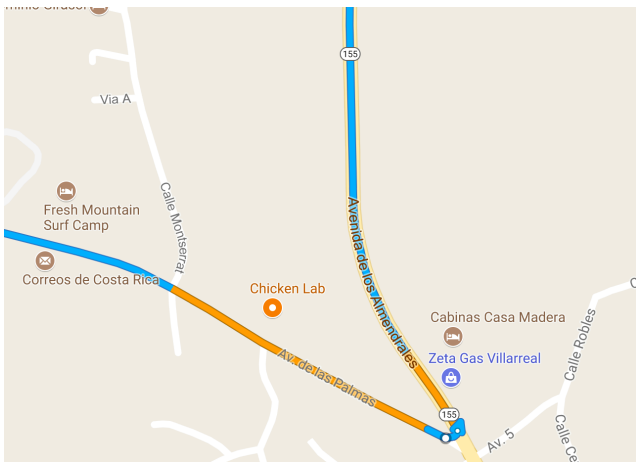 155
Via A
Calle Montserrat
Fresh Mountain
Surf Camp
Avenida de los Almendrales
Correos de Costa Rica
Chicken Lab
Cabinas Casa Madera
Calle Robles
Zeta Gas Villarreal
Av. de las Palmas
155
Av. 5